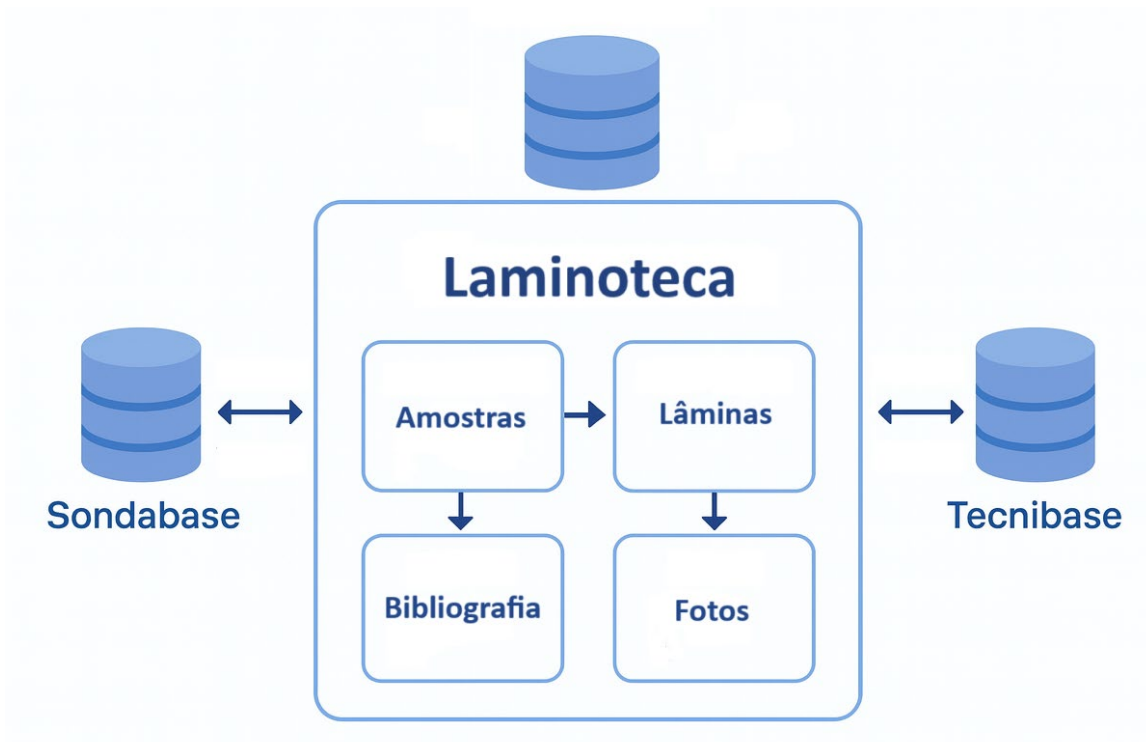 Laminoteca
Amostras
Lâminas
Sondabase
Tecnibase
Bibliografia
Fotos